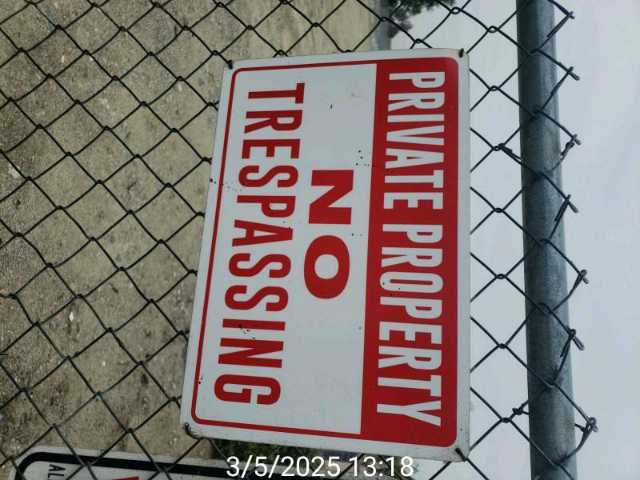 PRIVATE PROPERTY
NO
TRESPASSING
3/5/2025 13:18